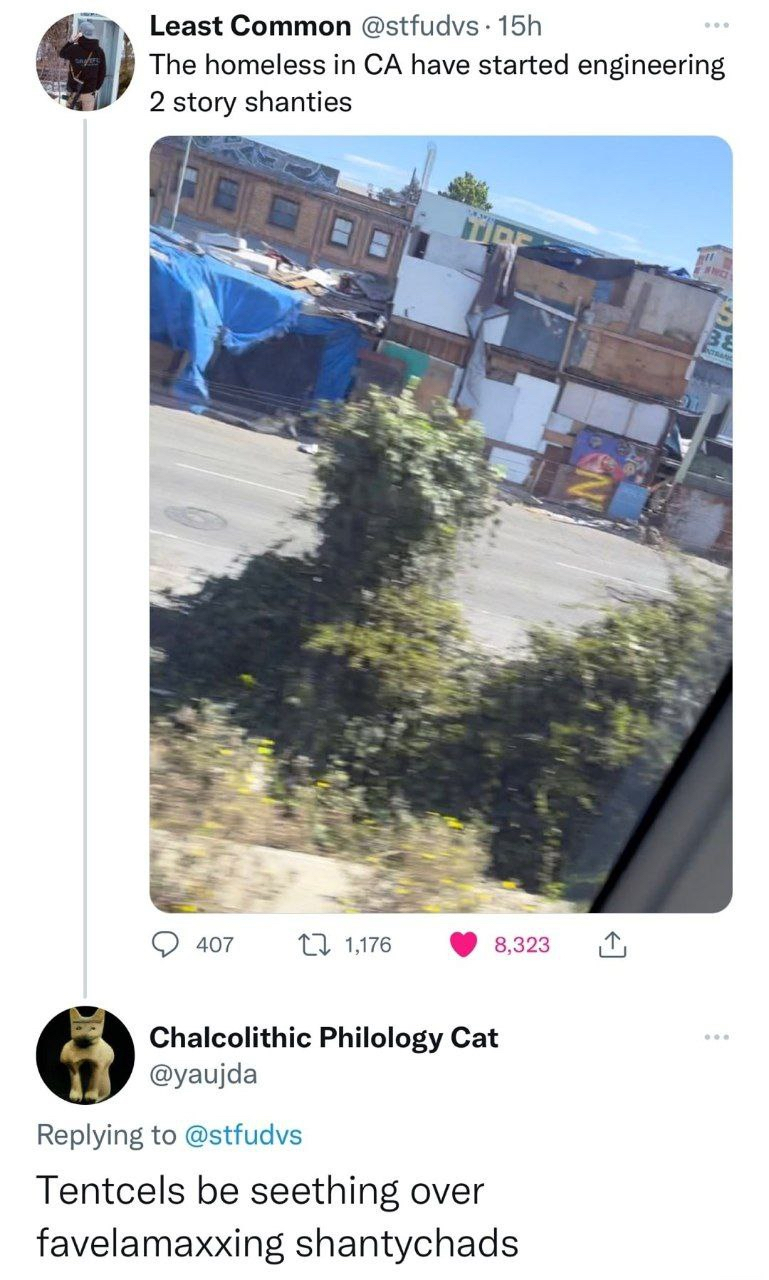 Least Common @stfudvs · 15h
The homeless in CA have started engineering
2 story shanties
TIRE
Z
407 1,176 8,323
Chalcolithic Philology Cat
@yaujda
Replying to @stfudvs
Tentcels be seething over
favelamaxxing shantychads